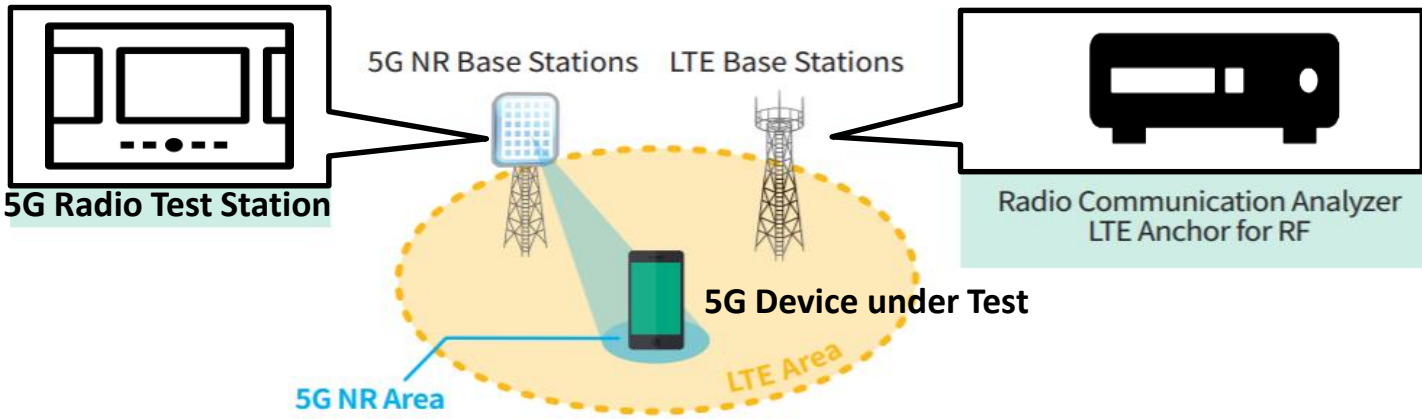 5G NR Base Stations
LTE Base Stations
5G Radio Test Station
Radio Communication Analyzer
LTE Anchor for RF
5G Device under Test
LTE Area
5G NR Area